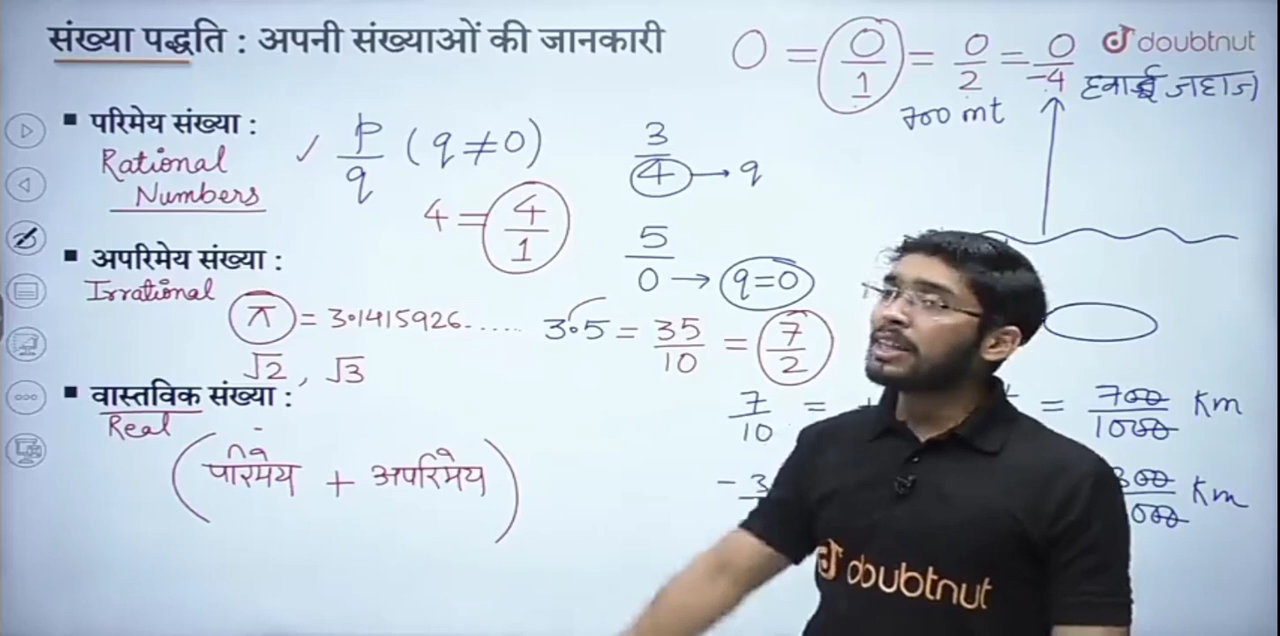 संख्या पद्धति : अपनी संख्याओं की जानकारी
0 = 0/1 = 0/2 = 0/-4
doubtnut
हवाई जहाज
700 mt
▪ परिमेय संख्या :
Rational
Numbers
✓ p/q (q≠0)
3/4 → q
4 = 4/1
5/0 → q=0
▪ अपरिमेय संख्या :
Irrational
π = 3.1415926......
3.5 = 35/10 = 7/2
√2 , √3
▪ वास्तविक संख्या :
Real
(परिमेय + अपरिमेय)
7/10 =
= 700/1000 Km
-3
Km
doubtnut